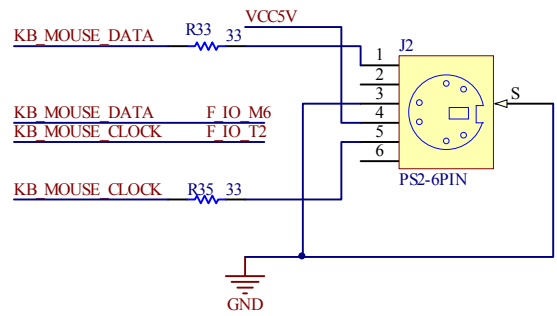 VCC5V
KB_MOUSE_DATA R33 33
J2
1
2
3
S
KB_MOUSE_DATA F_IO_M6
4
KB_MOUSE_CLOCK F_IO_T2
5
6
PS2-6PIN
KB_MOUSE_CLOCK R35 33
GND